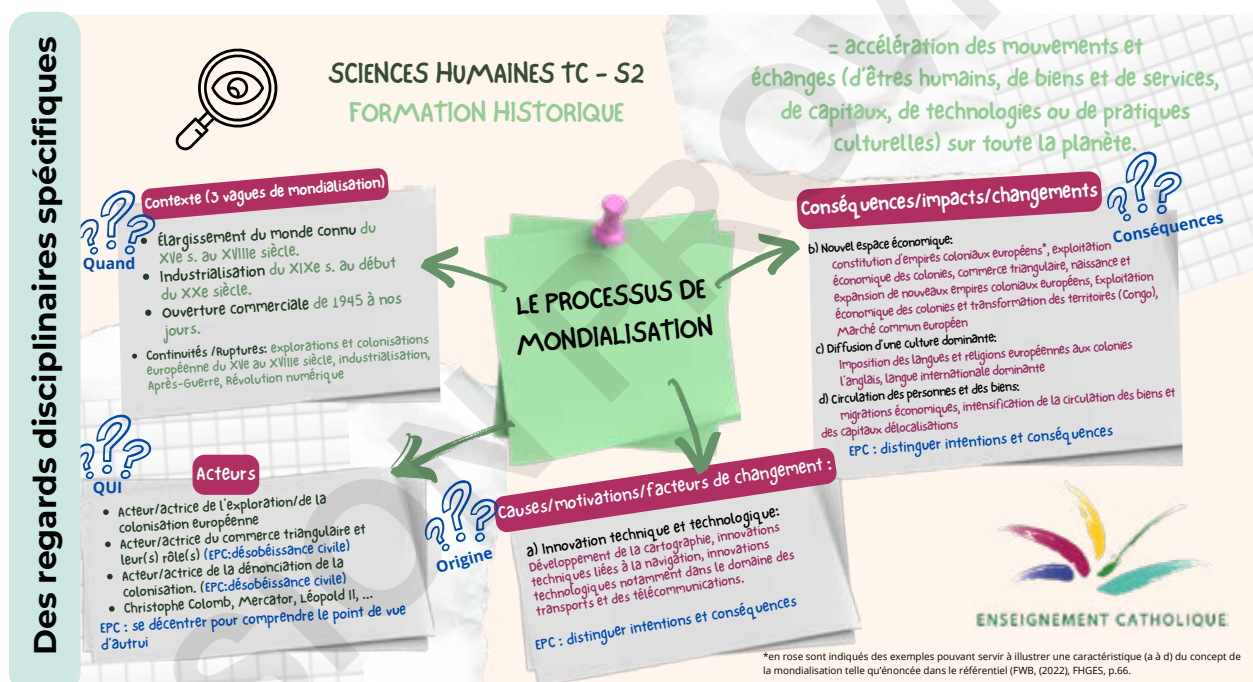 Des regards disciplinaires spécifiques
SCIENCES HUMAINES TC - S2
FORMATION HISTORIQUE
= accélération des mouvements et
échanges (d'êtres humains, de biens et de services,
de capitaux, de technologies ou de pratiques
culturelles) sur toute la planète.
Contexte (3 vagues de mondialisation)
???
Quand
• Élargissement du monde connu du
XVe s. au XVIIIe siècle.
• Industrialisation du XIXe s. au début
du XXe siècle.
• Ouverture commerciale de 1945 à nos
jours.
• Continuités /Ruptures: explorations et colonisations
européenne du XVe au XVIIIe siècle, industrialisation,
Après-Guerre, Révolution numérique
LE PROCESSUS DE
MONDIALISATION
Conséquences/impacts/changements
???
Conséquences
b) Nouvel espace économique:
constitution d'empires coloniaux européens*, exploitation
économique des colonies, commerce triangulaire, naissance et
expansion de nouveaux empires coloniaux européens, Exploitation
économique des colonies et transformation des territoires (Congo),
Marché commun européen
c) Diffusion d'une culture dominante:
Imposition des langues et religions européennes aux colonies
l'anglais, langue internationale dominante
d) Circulation des personnes et des biens:
migrations économiques, intensification de la circulation des biens et
des capitaux délocalisations
EPC : distinguer intentions et conséquences
???
QUI
Acteurs
• Acteur/actrice de l'exploration/de la
colonisation européenne
• Acteur/actrice du commerce triangulaire et
leur(s) rôle(s) (EPC:désobéissance civile)
• Acteur/actrice de la dénonciation de la
colonisation. (EPC:désobéissance civile)
• Christophe Colomb, Mercator, Léopold II, ...
EPC : se décentrer pour comprendre le point de vue
d'autrui
???
Origine
Causes/motivations/facteurs de changement :
a) Innovation technique et technologique:
Développement de la cartographie, innovations
techniques liées à la navigation, innovations
technologiques notamment dans le domaine des
transports et des télécommunications.
EPC : distinguer intentions et conséquences
ENSEIGNEMENT CATHOLIQUE
*en rose sont indiqués des exemples pouvant servir à illustrer une caractéristique (a à d) du concept de
la mondialisation telle qu'énoncée dans le référentiel (FWB, (2022), FHGES, p.66.
SION PROVI